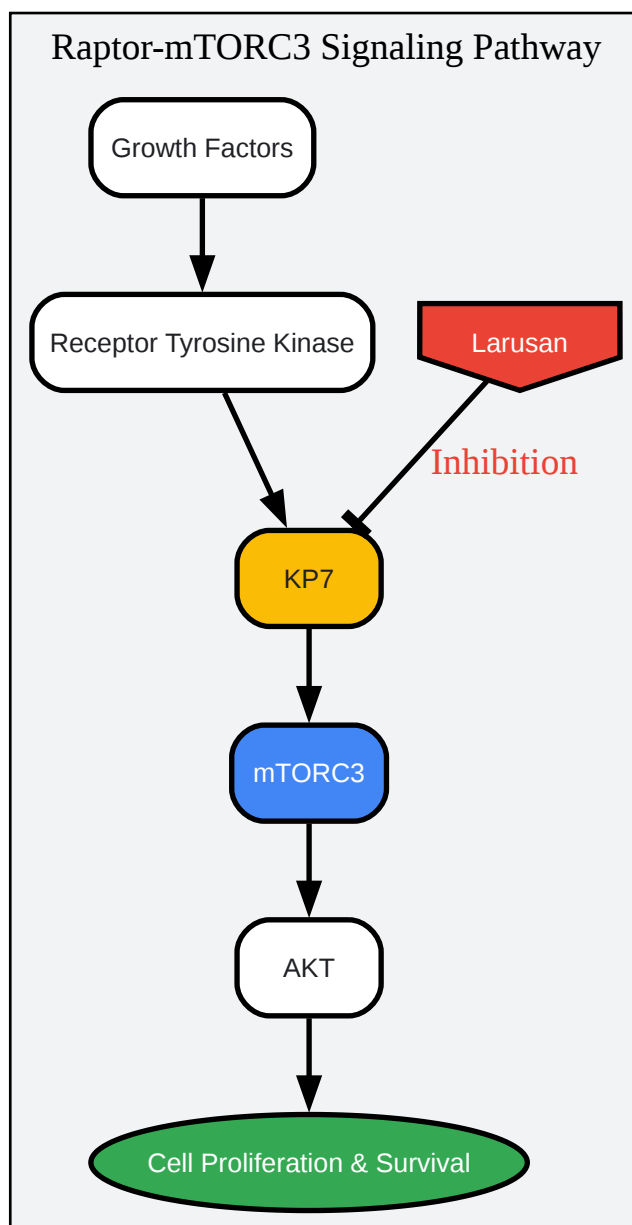 Raptor-mTORC3 Signaling Pathway
Growth Factors
Receptor Tyrosine Kinase
Larusan
Inhibition
KP7
mTORC3
AKT
Cell Proliferation & Survival